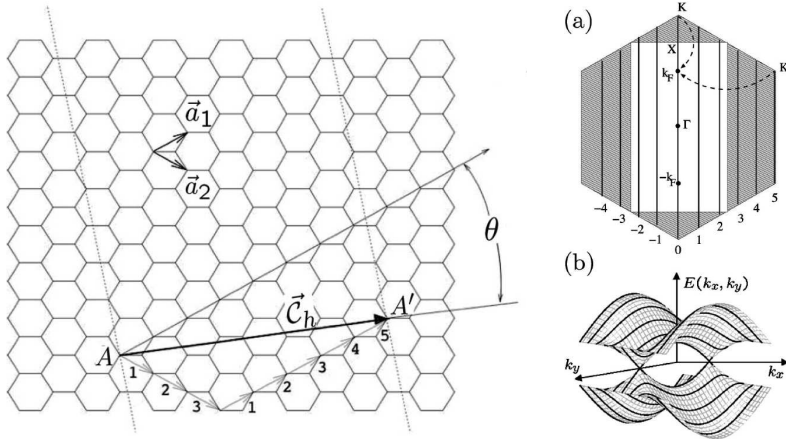 a⃗1
a⃗2
θ
C⃗h
A
A'
1
2
3
1
2
3
4
5
(a)
K
X
kF
K
Γ
-kF
-4
-3
-2
-1
0
1
2
3
4
5
(b)
E(kx, ky)
ky
kx